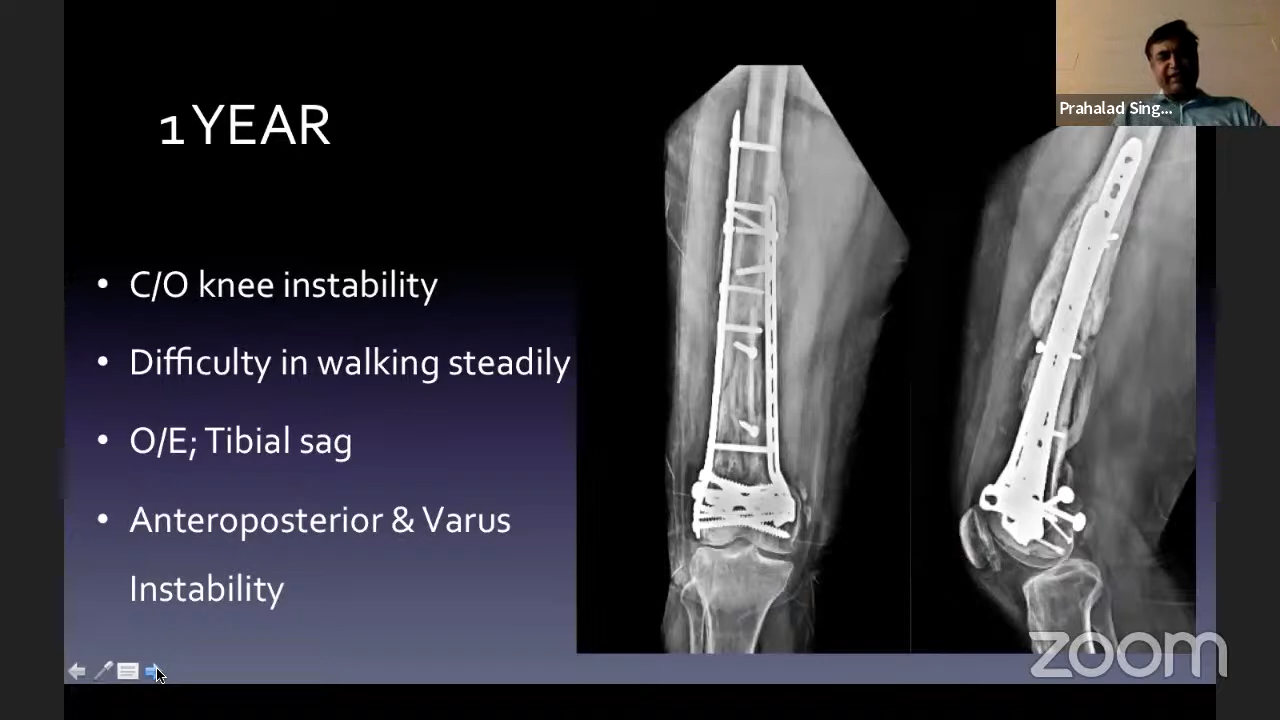 1 YEAR
• C/O knee instability
• Difficulty in walking steadily
• O/E; Tibial sag
• Anteroposterior & Varus
Instability
Prahalad Sing...
zoom